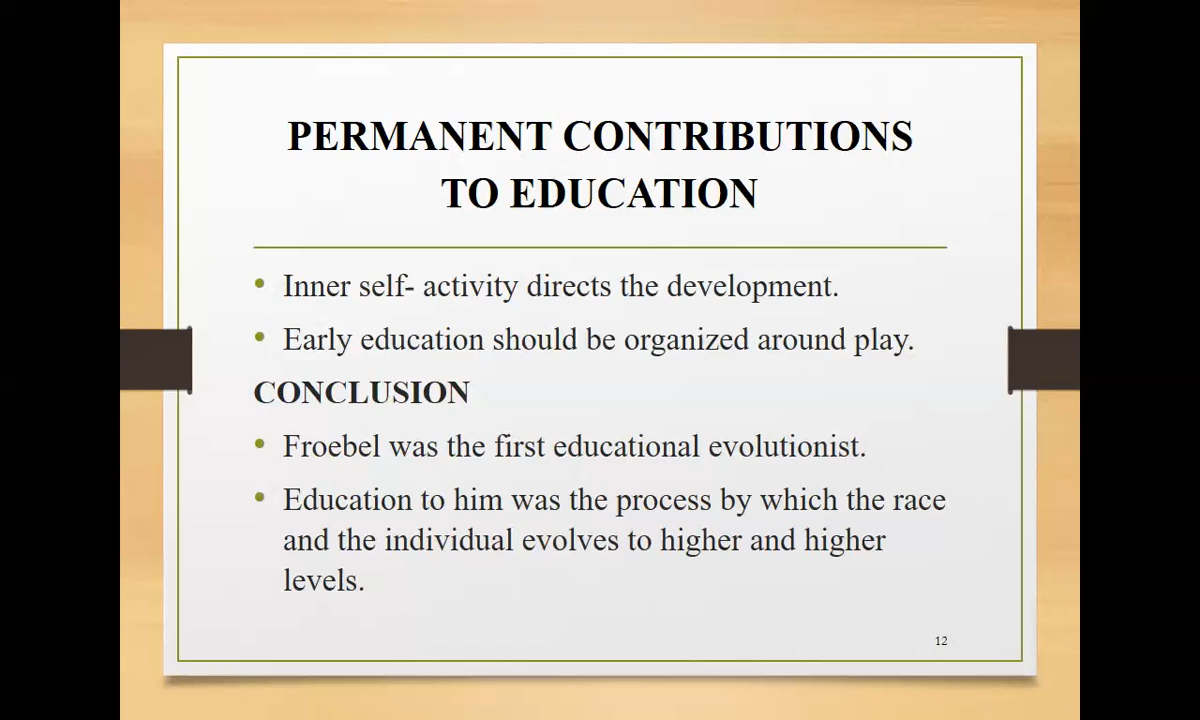 PERMANENT CONTRIBUTIONS
TO EDUCATION
• Inner self- activity directs the development.
• Early education should be organized around play.
CONCLUSION
• Froebel was the first educational evolutionist.
• Education to him was the process by which the race
and the individual evolves to higher and higher
levels.
12